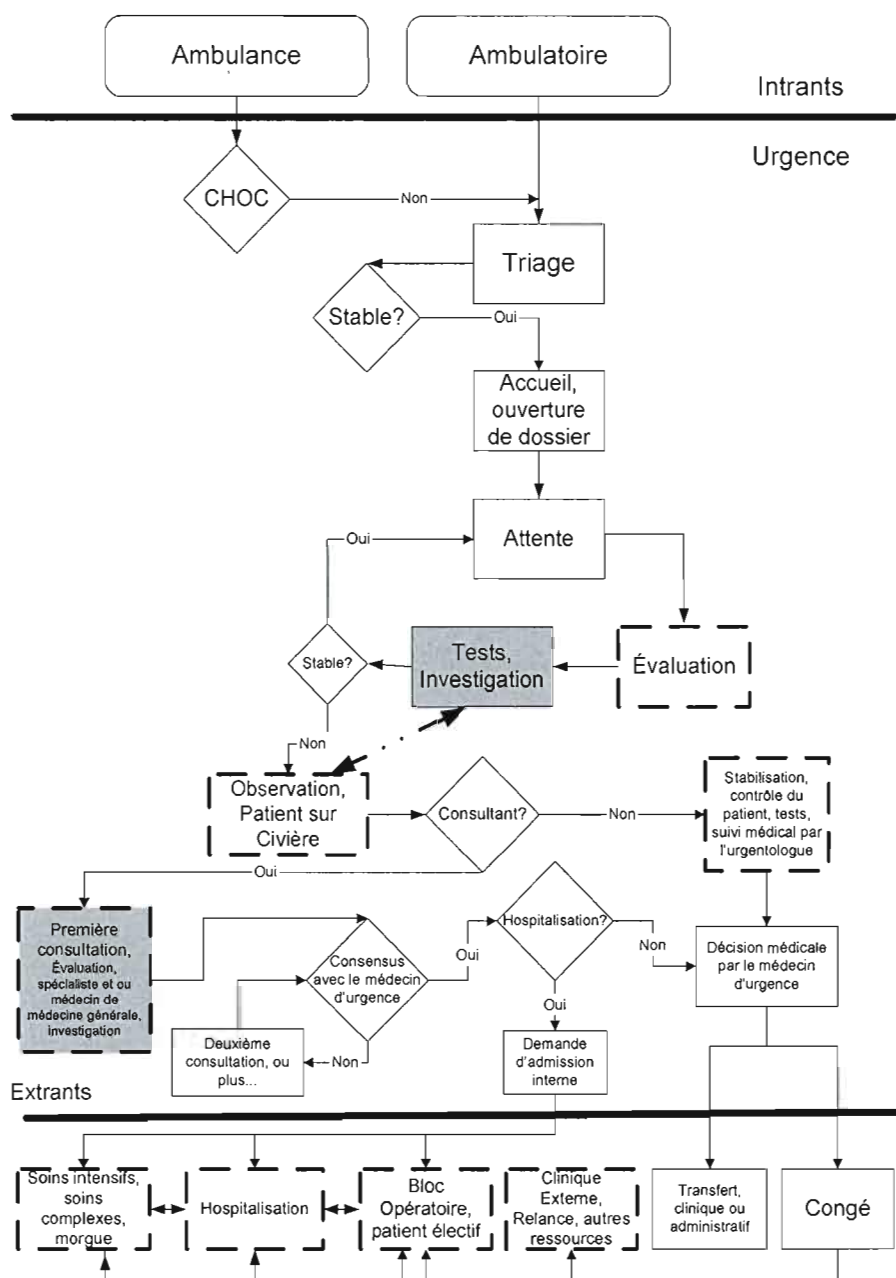 Ambulance
Ambulatoire
Intrants
Urgence
CHOC
Non
Triage
Stable?
Oui
Accueil,
ouverture
de dossier
Oui
Attente
Stable?
Tests,
Investigation
Évaluation
Non
Observation,
Patient sur
Civière
Consultant?
Non
Stabilisation,
contrôle du
patient, tests,
suivi médical par
l'urgentologue
Oui
Première
consultation,
Évaluation,
spécialiste et ou
médecin de
médecine générale,
investigation
Consensus
avec le médecin
d'urgence
Oui
Hospitalisation?
Non
Décision médicale
par le médecin
d'urgence
Oui
Deuxième
consultation, ou
plus...
Non
Demande
d'admission
interne
Extrants
Soins intensifs,
soins
complexes,
morgue
Hospitalisation
Bloc
Opératoire,
patient électif
Clinique
Externe,
Relance, autres
ressources
Transfert,
clinique ou
administratif
Congé